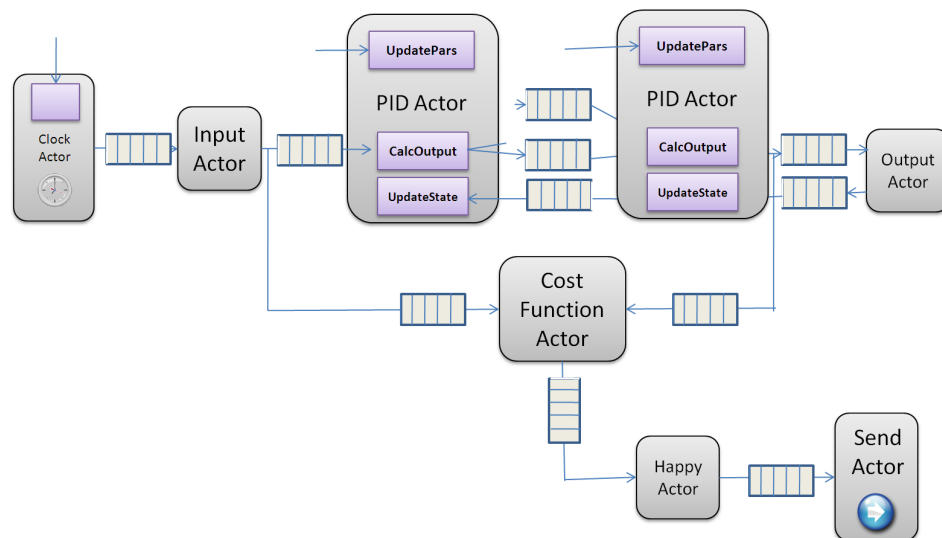 UpdatePars
PID Actor
CalcOutput
UpdateState
UpdatePars
PID Actor
CalcOutput
UpdateState
Clock
Actor
Input
Actor
Output
Actor
Cost
Function
Actor
Happy
Actor
Send
Actor